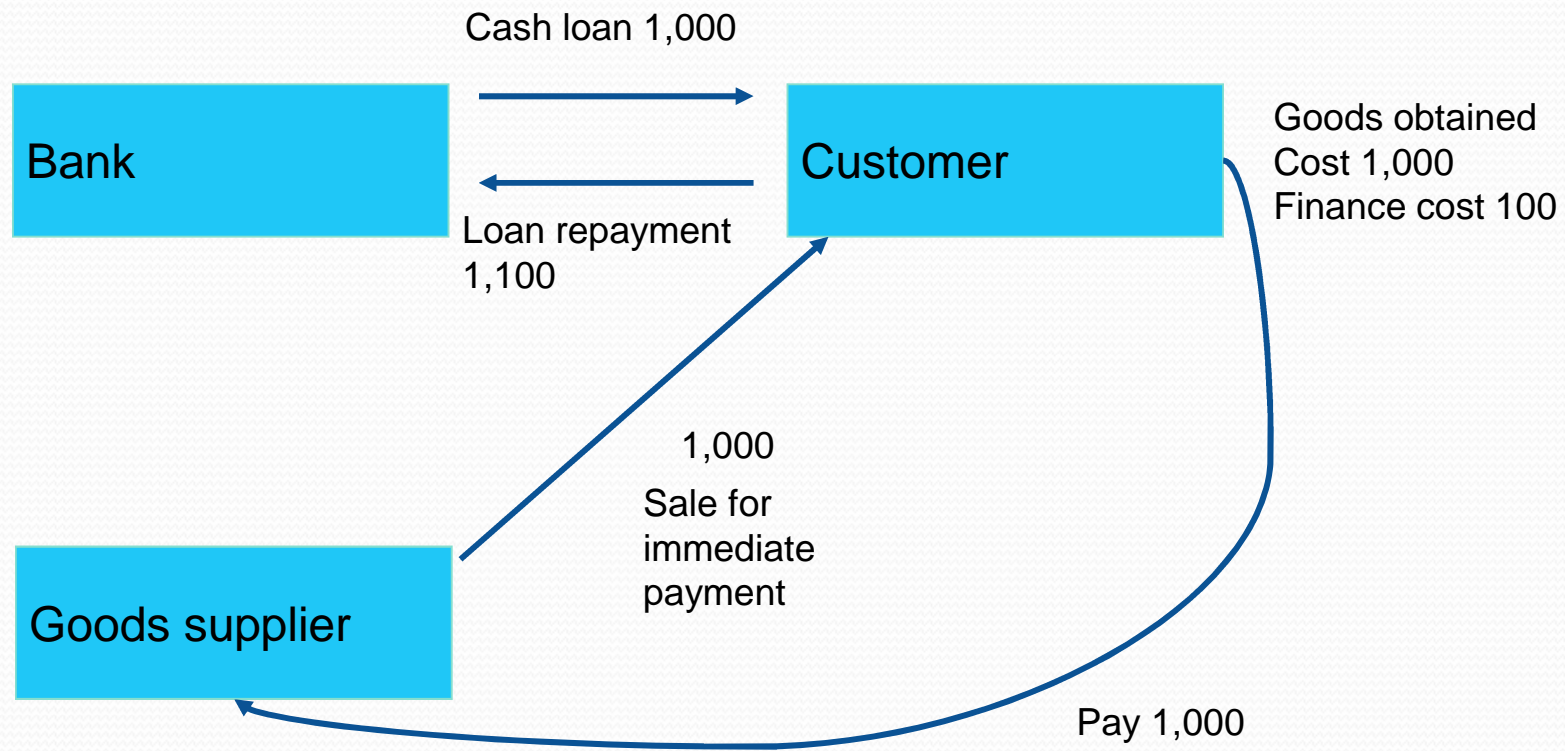 Cash loan 1,000
Bank
Customer
Goods obtained
Cost 1,000
Finance cost 100
Loan repayment
1,100
1,000
Sale for
immediate
payment
Goods supplier
Pay 1,000